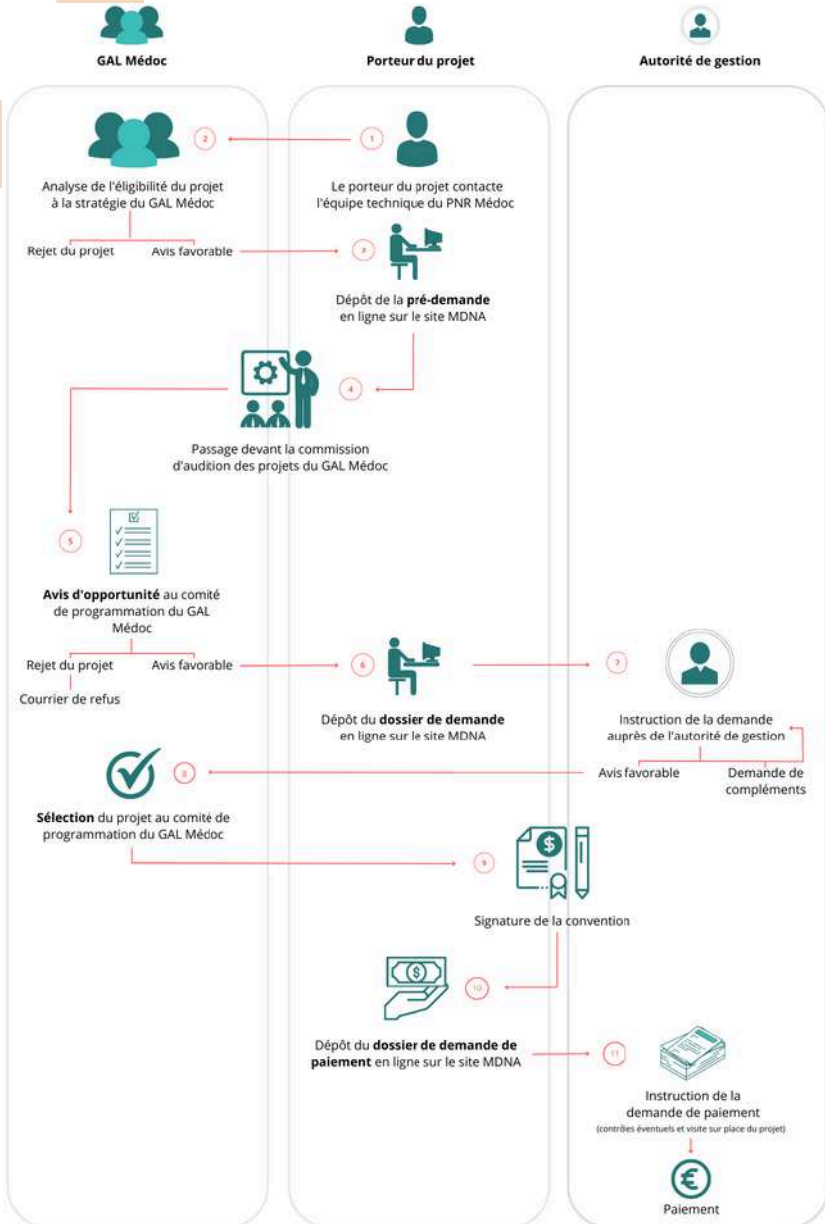 GAL Médoc
Porteur du projet
Autorité de gestion
2
1
Analyse de l'éligibilité du projet
à la stratégie du GAL Médoc
Le porteur du projet contacte
l'équipe technique du PNR Médoc
Rejet du projet
Avis favorable
3
Dépôt de la pré-demande
en ligne sur le site MDNA
4
Passage devant la commission
d'audition des projets du GAL Médoc
5
Avis d'opportunité au comité
de programmation du GAL
Médoc
Rejet du projet
Avis favorable
Courrier de refus
6
Dépôt du dossier de demande
en ligne sur le site MDNA
7
Instruction de la demande
auprès de l'autorité de gestion
Avis favorable
Demande de
compléments
8
Sélection du projet au comité de
programmation du GAL Médoc
9
Signature de la convention
10
Dépôt du dossier de demande de
paiement en ligne sur le site MDNA
11
Instruction de la
demande de paiement
(contrôles éventuels et visite sur place du projet)
Paiement